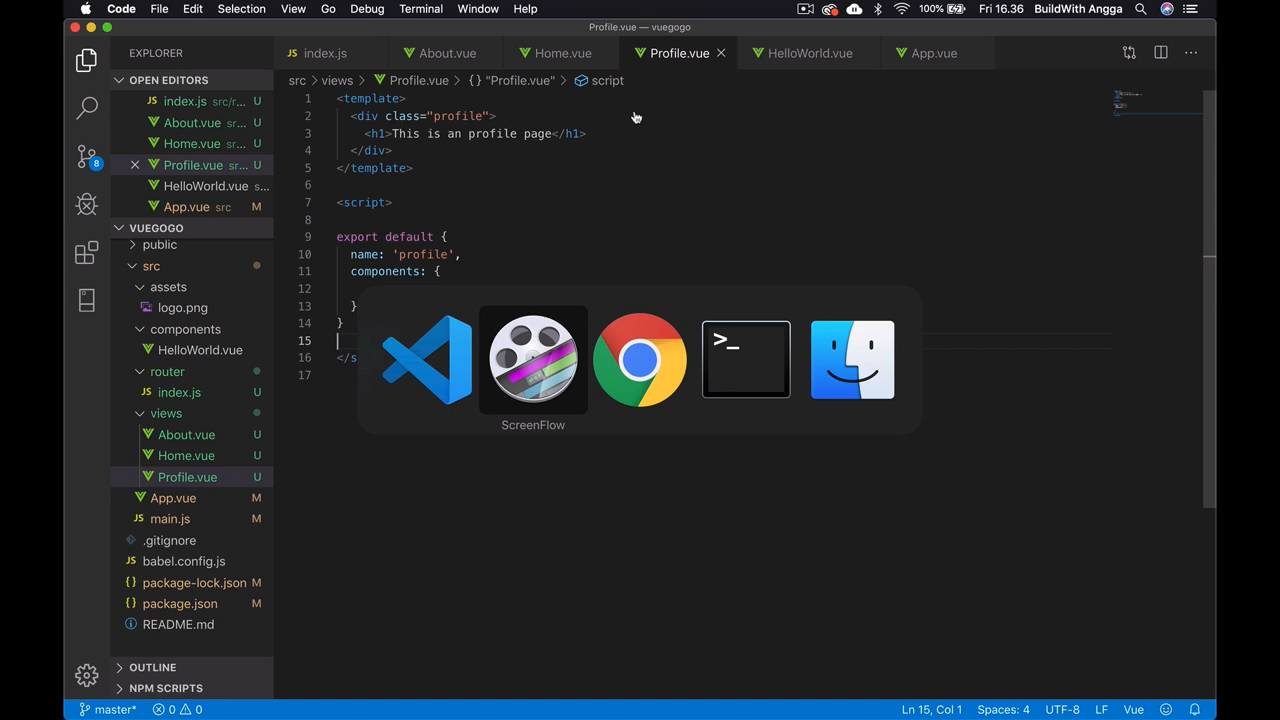 Code File Edit Selection View Go Debug Terminal Window Help 100% Fri 16.36 BuildWith Angga
Profile.vue — vuegogo
EXPLORER
index.js About.vue Home.vue Profile.vue HelloWorld.vue App.vue
OPEN EDITORS
src > views > Profile.vue > {} "Profile.vue" > script
JS index.js src/r... U
About.vue sr... U
Home.vue sr... U
Profile.vue sr... U
HelloWorld.vue s...
App.vue src M
VUEGOGO
public
src
assets
logo.png
components
HelloWorld.vue
router
JS index.js U
views
About.vue U
Home.vue U
Profile.vue U
App.vue M
JS main.js M
.gitignore
JS babel.config.js
{} package-lock.json M
{} package.json M
README.md
OUTLINE
NPM SCRIPTS
8
1 <template>
2 <div class="profile">
3 <h1>This is an profile page</h1>
4 </div>
5 </template>
6
7 <script>
8
9 export default {
10 name: 'profile',
11 components: {
12
13 }
14 }
15
16 </s
17
>_
ScreenFlow
master* 0 0 Ln 15, Col 1 Spaces: 4 UTF-8 LF Vue